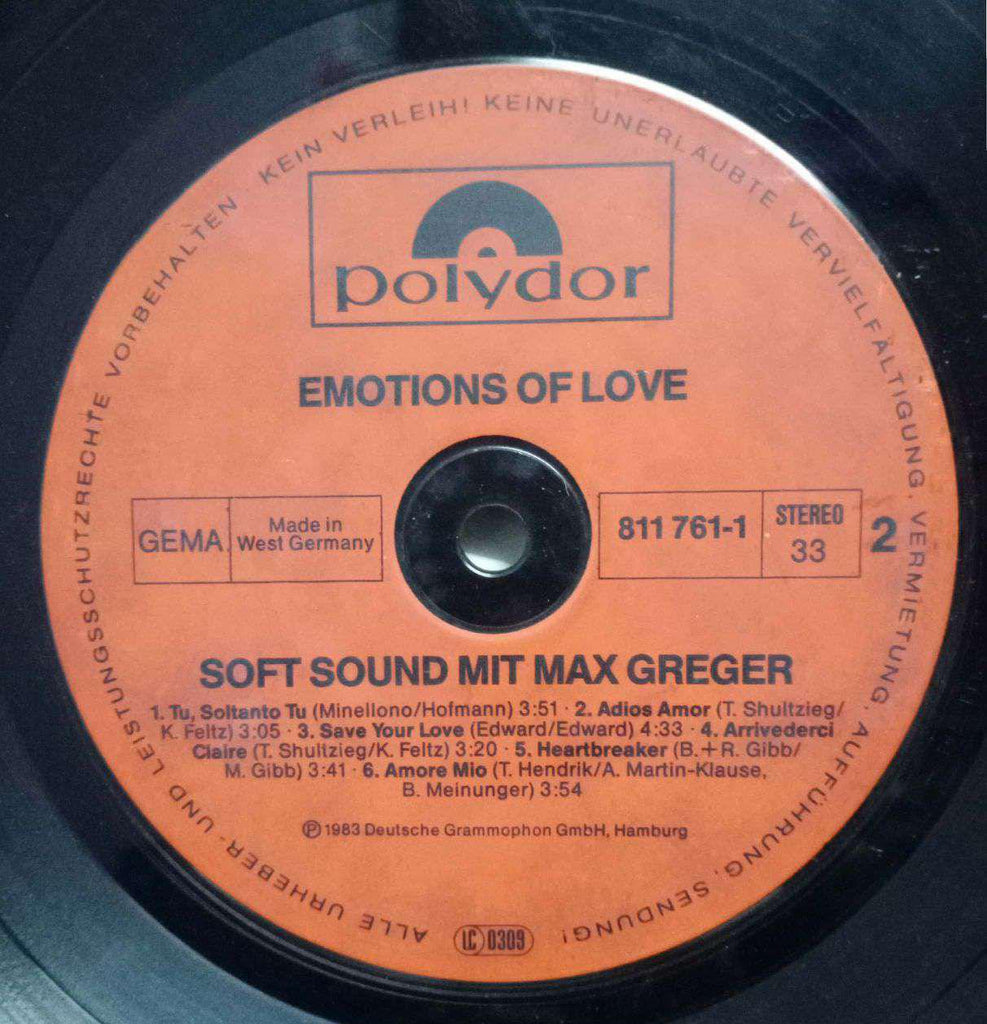 ALLE URHEBER- UND LEISTUNGSSCHUTZRECHTE VORBEHALTEN KEIN VERLEIH! KEINE UNERLAUBTE VERVIELFÄLTIGUNG, VERMIETUNG, AUFFÜHRUNG, SENDUNG!
polydor
EMOTIONS OF LOVE
GEMA
Made in
West Germany
811 761-1
STEREO
33
2
SOFT SOUND MIT MAX GREGER
1. Tu, Soltanto Tu (Minellono/Hofmann) 3:51 · 2. Adios Amor (T. Shultzieg/
K. Feltz) 3:05 · 3. Save Your Love (Edward/Edward) 4:33 · 4. Arrivederci
Claire (T. Shultzieg/K. Feltz) 3:20 · 5. Heartbreaker (B.+R. Gibb/
M. Gibb) 3:41 · 6. Amore Mio (T. Hendrik/A. Martin-Klause,
B. Meinunger) 3:54
℗ 1983 Deutsche Grammophon GmbH, Hamburg
LC 0309